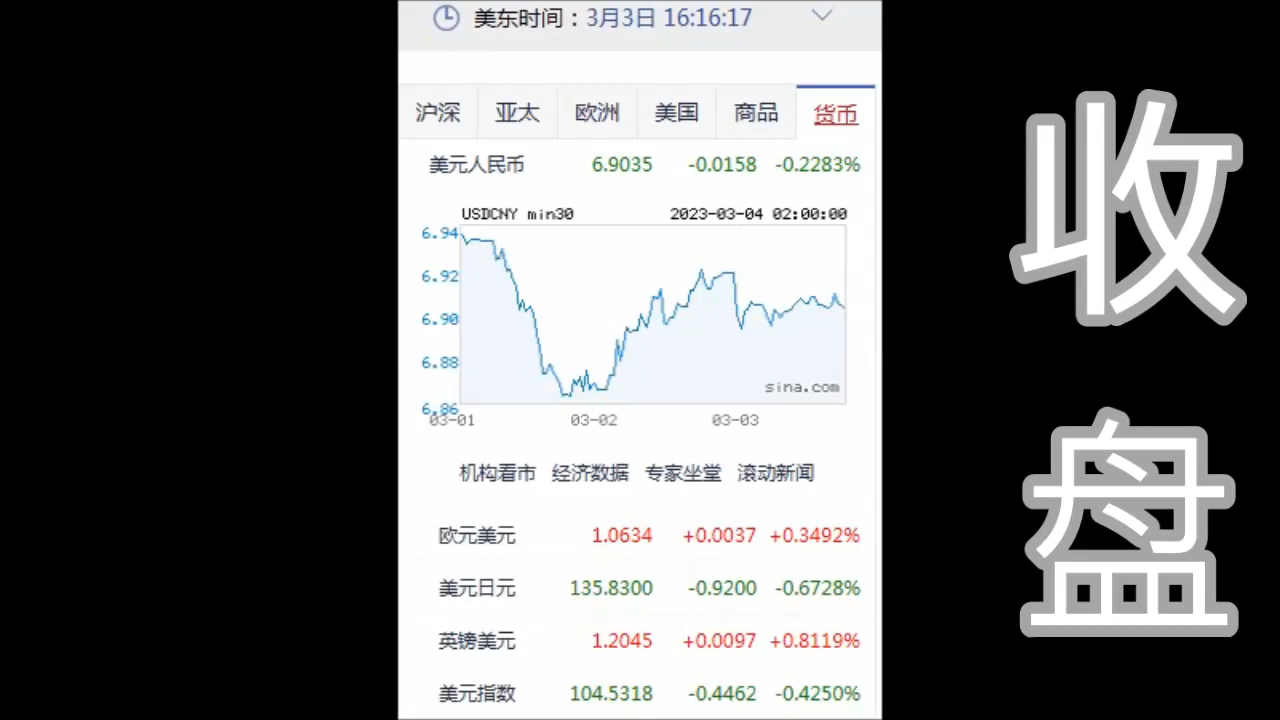 美东时间：3月3日 16:16:17
沪深 亚太 欧洲 美国 商品 货币
美元人民币 6.9035 -0.0158 -0.2283%
USDCNY min30 2023-03-04 02:00:00
6.94
6.92
6.90
6.88
6.86
sina.com
03-01 03-02 03-03
机构看市 经济数据 专家坐堂 滚动新闻
欧元美元 1.0634 +0.0037 +0.3492%
美元日元 135.8300 -0.9200 -0.6728%
英镑美元 1.2045 +0.0097 +0.8119%
美元指数 104.5318 -0.4462 -0.4250%
收
盘